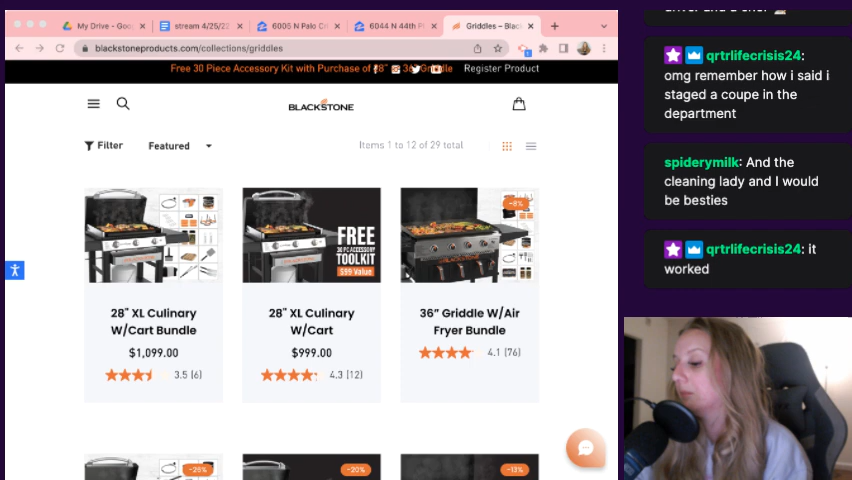 My Drive - Goo
stream 4/25/22
6005 N Palo Cr
6044 N 44th Pl
Griddles – Blac
blackstoneproducts.com/collections/griddles
Free 30 Piece Accessory Kit with Purchase of 28" 36" Griddle
Register Product
BLACKSTONE
Filter
Featured
Items 1 to 12 of 29 total
FREE
30 PC ACCESSORY
TOOLKIT
$99 Value
-8%
28" XL Culinary
W/Cart Bundle
$1,099.00
3.5 (6)
28" XL Culinary
W/Cart
$999.00
4.3 (12)
36" Griddle W/Air
Fryer Bundle
4.1 (76)
-26%
-20%
-13%
qrtrlifecrisis24:
omg remember how i said i
staged a coupe in the
department
spiderymilk: And the
cleaning lady and I would
be besties
qrtrlifecrisis24: it
worked